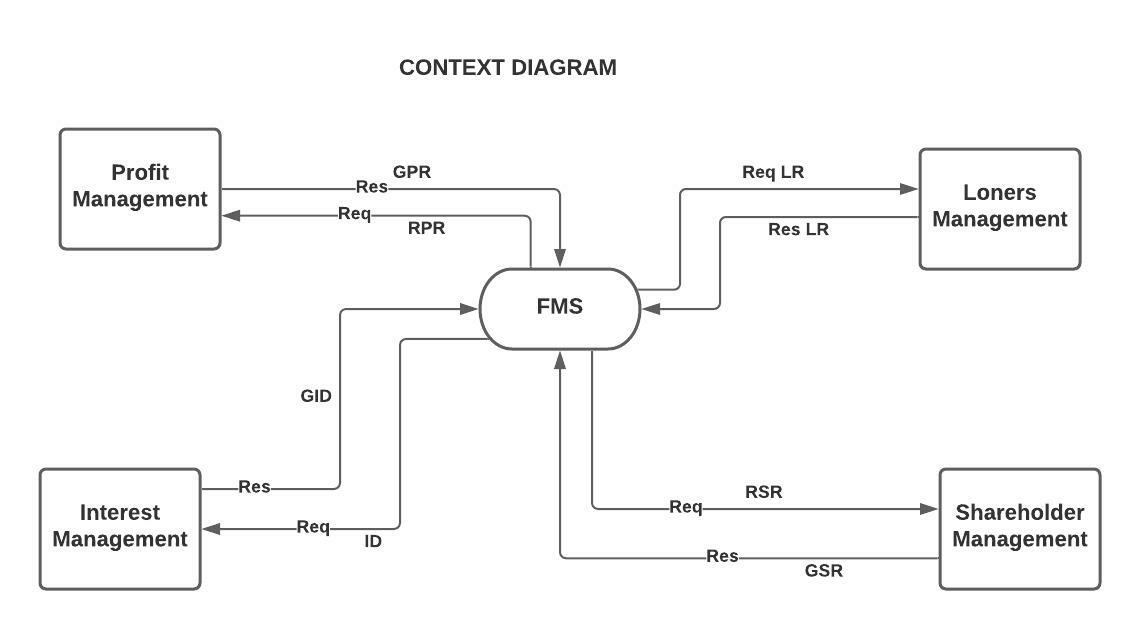 CONTEXT DIAGRAM
Profit
Management
GPR
Res
Req
RPR
Req LR
Res LR
Loners
Management
FMS
GID
Res
Req
ID
Interest
Management
RSR
Req
Res
GSR
Shareholder
Management